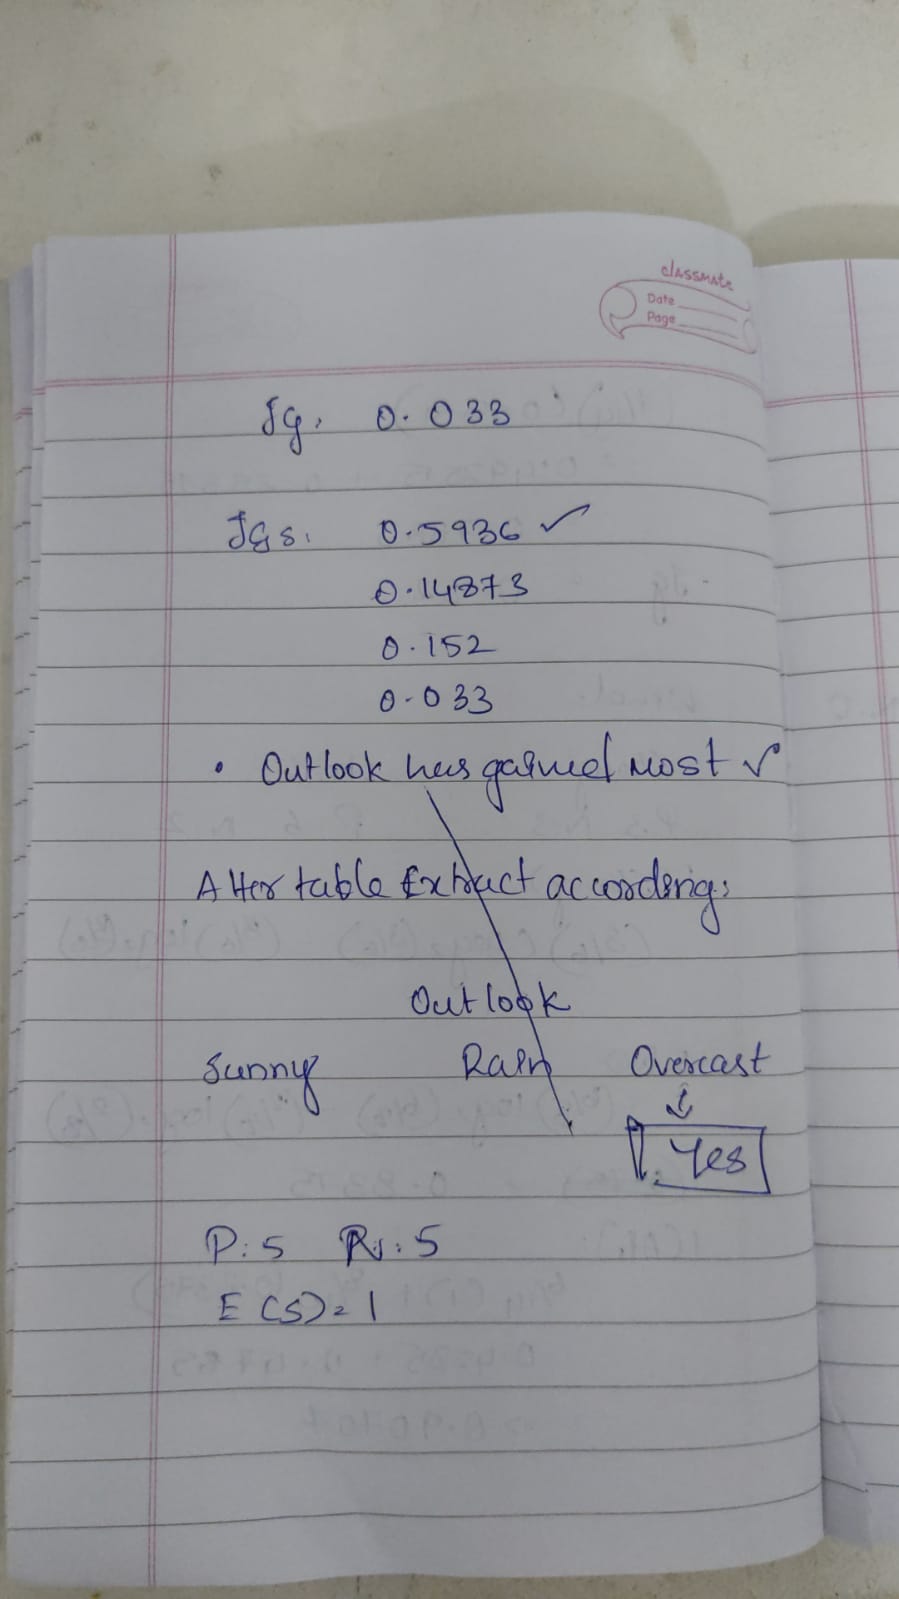 classmate
Date
Page
Ig. 0.033
IGs. 0.5936 ✓
0.14873
0.152
0.033
• Outlook has gained most ✓
Alter table Extract according:
Outlook
Sunny Rain Overcast
↓
Yes
P: 5 N: 5
E(S)=1